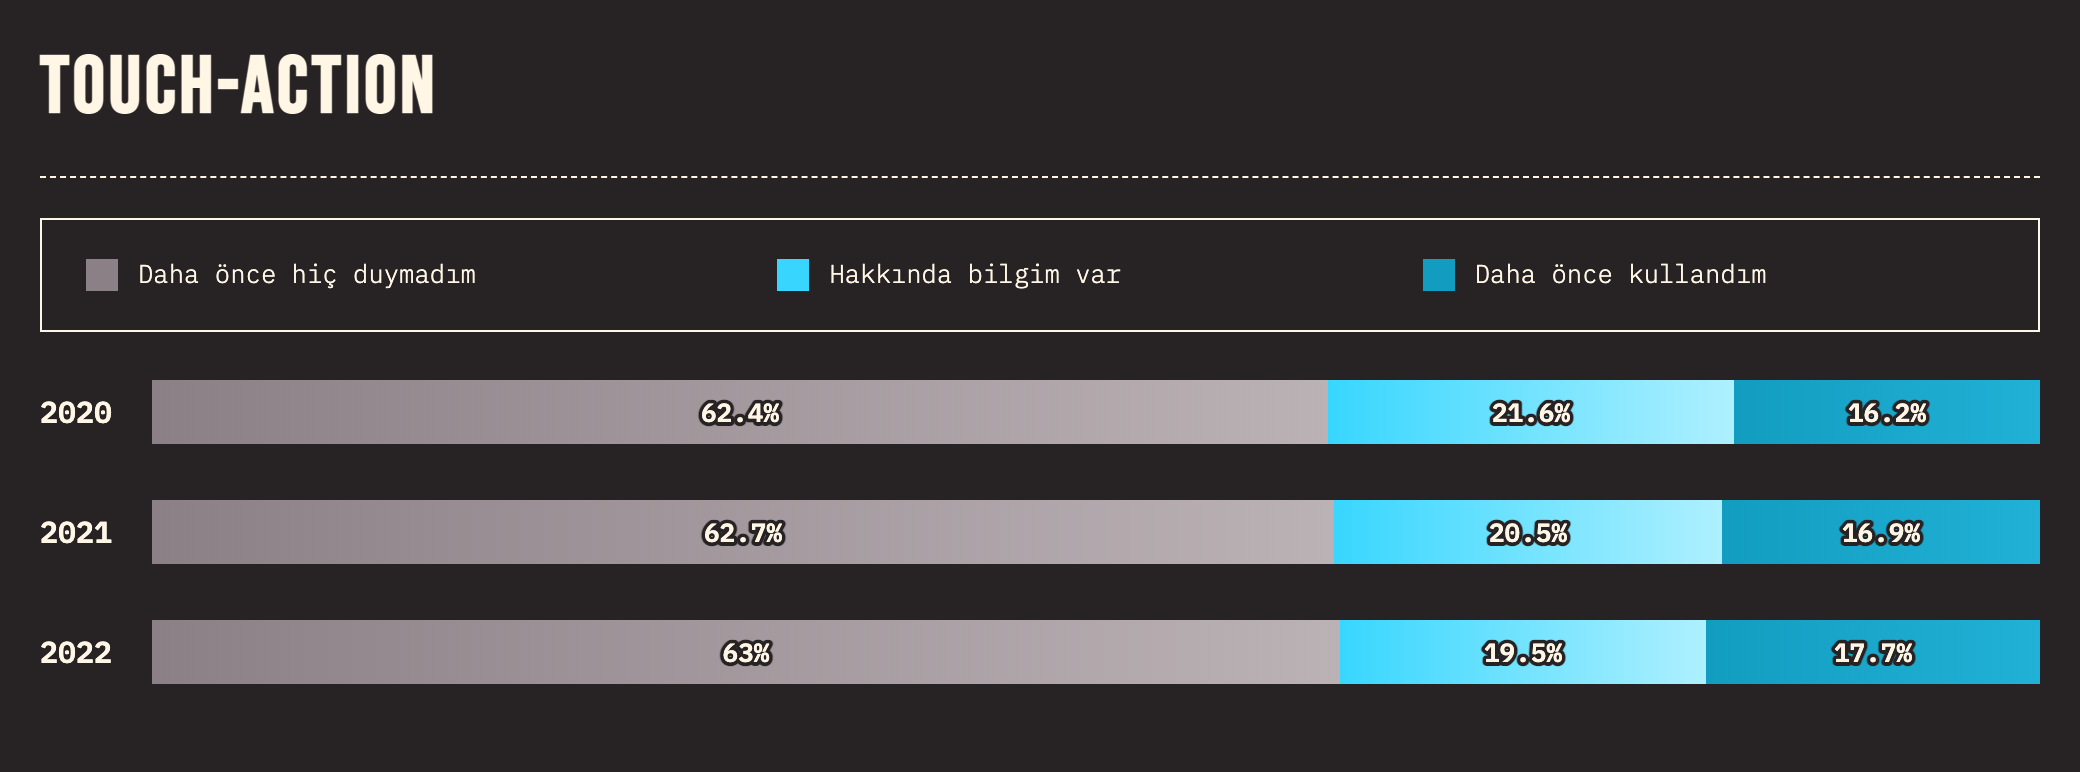 TOUCH-ACTION
Daha önce hiç duymadım
Hakkında bilgim var
Daha önce kullandım
2020 62.4% 21.6% 16.2%
2021 62.7% 20.5% 16.9%
2022 63% 19.5% 17.7%